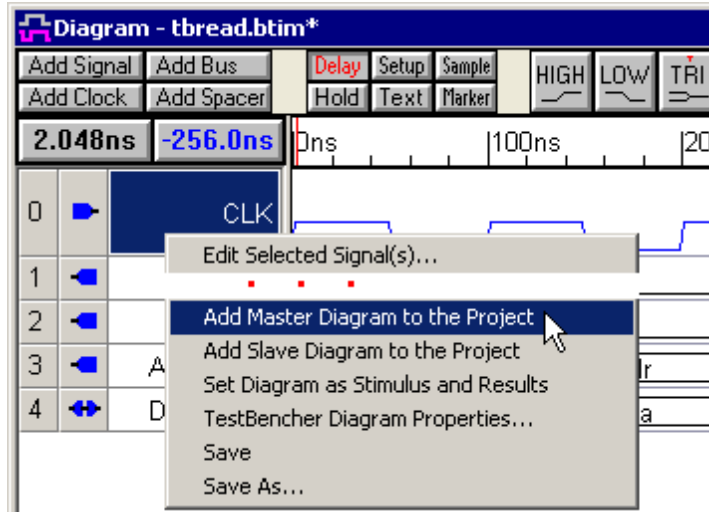 Diagram - tbread.btim*
Add Signal Add Bus Delay Setup Sample HIGH LOW TRI
Add Clock Add Spacer Hold Text Marker
2.048ns -256.0ns 0ns 100ns 20
0 CLK
Edit Selected Signal(s)...
1
2 Add Master Diagram to the Project
3 A Add Slave Diagram to the Project lr
Set Diagram as Stimulus and Results
4 D TestBencher Diagram Properties... a
Save
Save As...